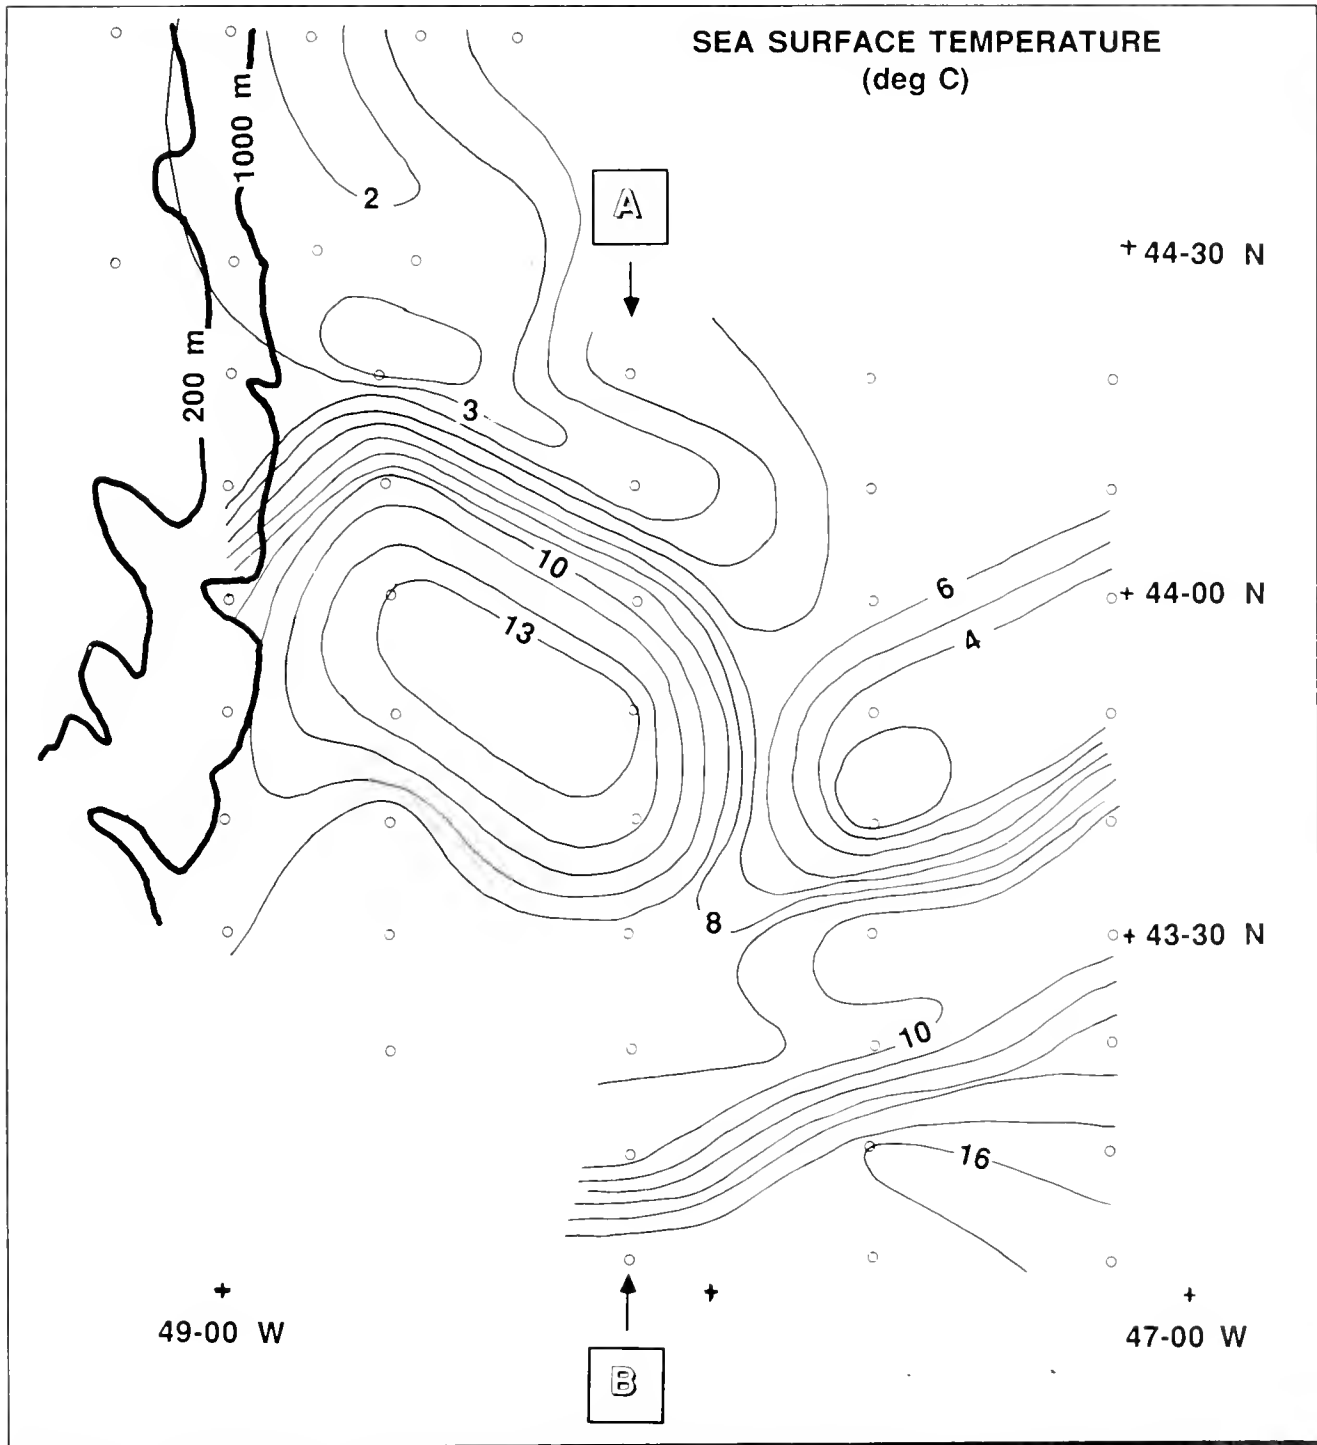 SEA SURFACE TEMPERATURE
(deg C)
1000 m
2
A
+ 44-30 N
200 m
3
10
6
+ 44-00 N
13
4
8
+ 43-30 N
10
16
+ + +
49-00 W
47-00 W
B